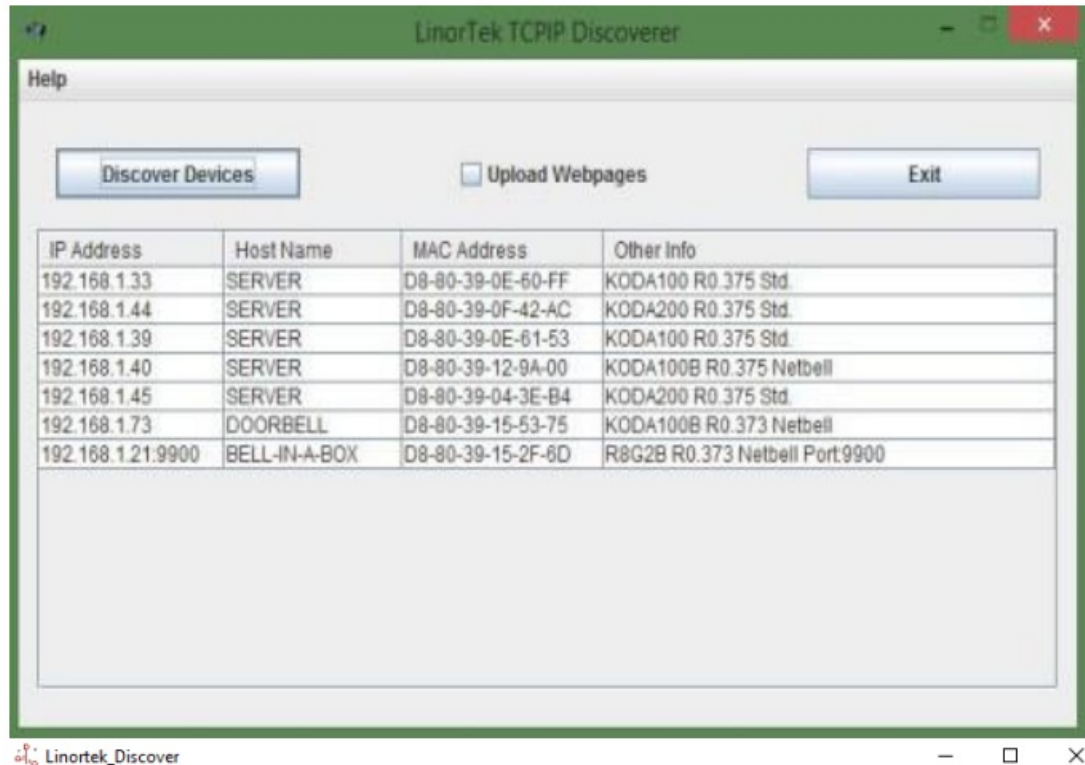 LinorTek TCPIP Discoverer
Help
Discover Devices Upload Webpages Exit
IP Address Host Name MAC Address Other Info
192.168.1.33 SERVER D8-80-39-0E-60-FF KODA100 R0.375 Std.
192.168.1.44 SERVER D8-80-39-0F-42-AC KODA200 R0.375 Std.
192.168.1.39 SERVER D8-80-39-0E-61-53 KODA100 R0.375 Std.
192.168.1.40 SERVER D8-80-39-12-9A-00 KODA100B R0.375 Netbell
192.168.1.45 SERVER D8-80-39-04-3E-B4 KODA200 R0.375 Std.
192.168.1.73 DOORBELL D8-80-39-15-53-75 KODA100B R0.373 Netbell
192.168.1.21:9900 BELL-IN-A-BOX D8-80-39-15-2F-6D R8G2B R0.373 Netbell Port:9900
Linortek_Discover